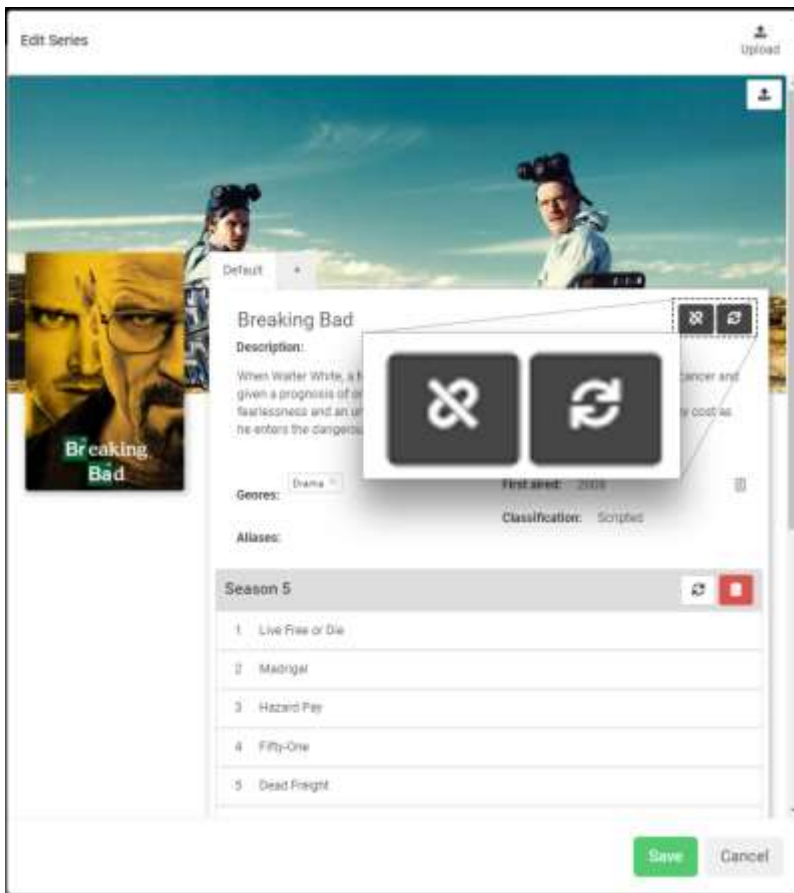 Edit Series
Upload
Default +
Breaking Bad
Description:
When Walter White, a cancer and
given a prognosis of
fearlessness and an cost as
he enters the
Breaking
Bad
Genres: Drama
First aired: 2008
Classification: Scripted
Aliases:
Season 5
1 Live Free or Die
2 Madrigal
3 Hazard Pay
4 Fifty-One
5 Dead Freight
Save Cancel